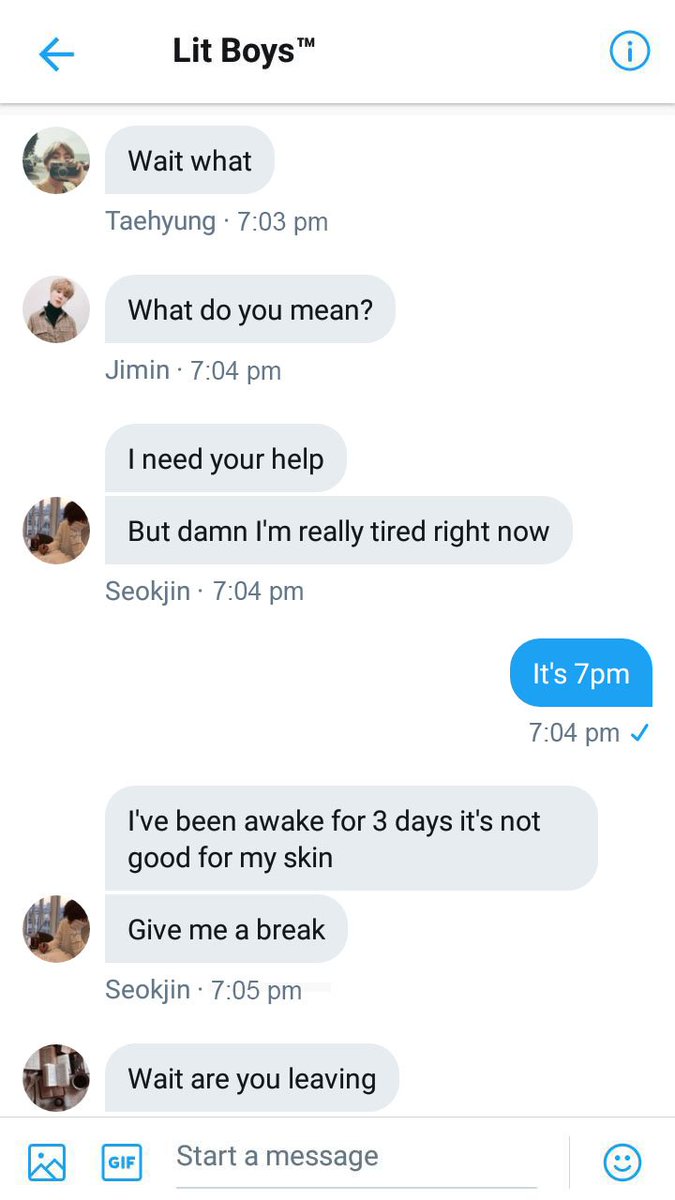 Lit Boys™
Wait what
Taehyung · 7:03 pm
What do you mean?
Jimin · 7:04 pm
I need your help
But damn I'm really tired right now
Seokjin · 7:04 pm
It's 7pm
7:04 pm ✓
I've been awake for 3 days it's not
good for my skin
Give me a break
Seokjin · 7:05 pm
Wait are you leaving
GIF
Start a message